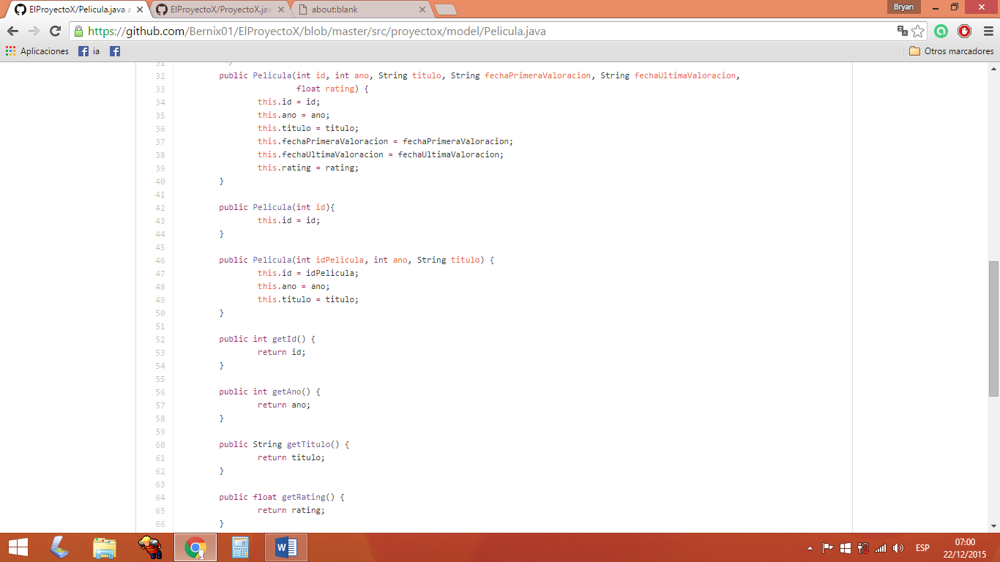 ElProyectoX/Pelicula.java a
ElProyectoX/ProyectoX.jav
about:blank
Bryan
https://github.com/Bernix01/ElProyectoX/blob/master/src/proyectox/model/Pelicula.java
Aplicaciones
ia
Otros marcadores
31 */
32 public Pelicula(int id, int ano, String titulo, String fechaPrimeraValoracion, String fechaUltimaValoracion,
33 float rating) {
34 this.id = id;
35 this.ano = ano;
36 this.titulo = titulo;
37 this.fechaPrimeraValoracion = fechaPrimeraValoracion;
38 this.fechaUltimaValoracion = fechaUltimaValoracion;
39 this.rating = rating;
40 }
41
42 public Pelicula(int id){
43 this.id = id;
44 }
45
46 public Pelicula(int idPelicula, int ano, String titulo) {
47 this.id = idPelicula;
48 this.ano = ano;
49 this.titulo = titulo;
50 }
51
52 public int getId() {
53 return id;
54 }
55
56 public int getAno() {
57 return ano;
58 }
59
60 public String getTitulo() {
61 return titulo;
62 }
63
64 public float getRating() {
65 return rating;
66 }
ESP
07:00
22/12/2015